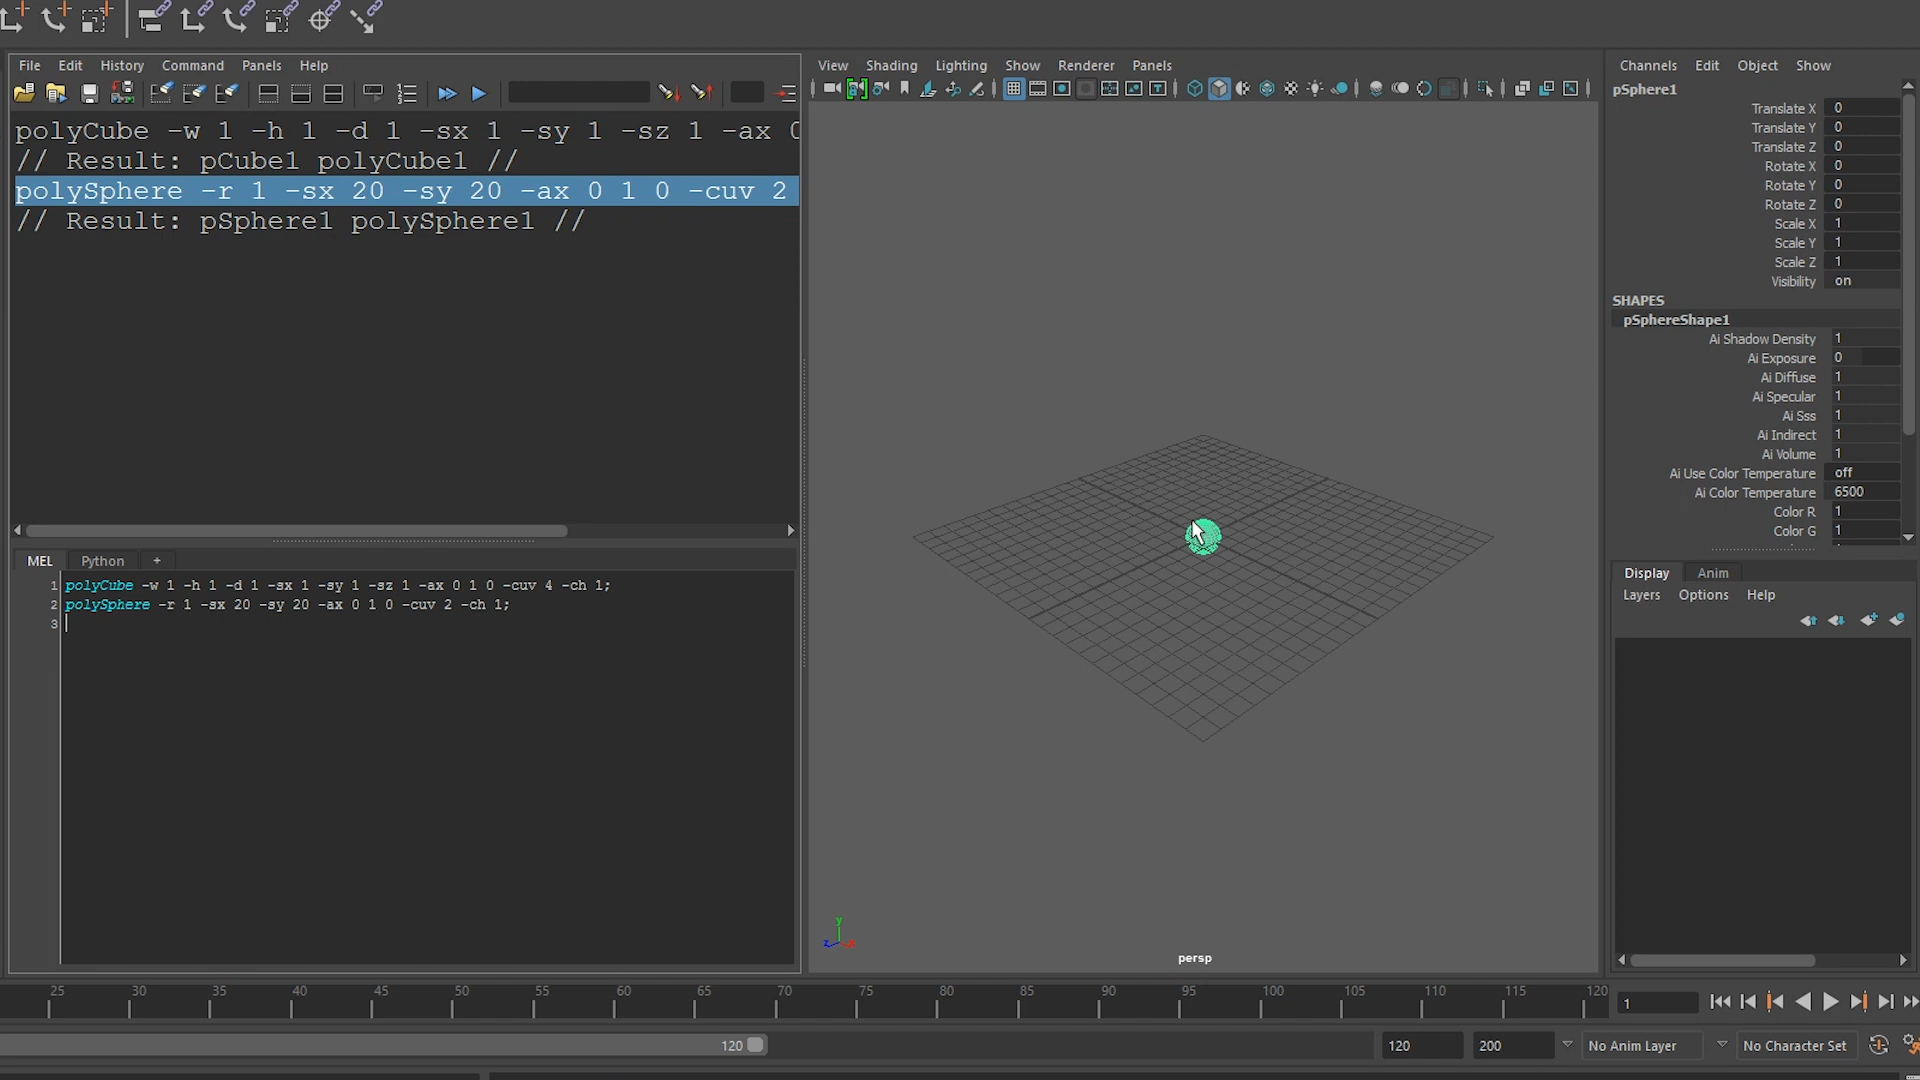 File Edit History Command Panels Help
polyCube -w 1 -h 1 -d 1 -sx 1 -sy 1 -sz 1 -ax 0
// Result: pCube1 polyCube1 //
polySphere -r 1 -sx 20 -sy 20 -ax 0 1 0 -cuv 2
// Result: pSphere1 polySphere1 //
MEL Python +
1 polyCube -w 1 -h 1 -d 1 -sx 1 -sy 1 -sz 1 -ax 0 1 0 -cuv 4 -ch 1;
2 polySphere -r 1 -sx 20 -sy 20 -ax 0 1 0 -cuv 2 -ch 1;
3
View Shading Lighting Show Renderer Panels
y
z
persp
Channels Edit Object Show
pSphere1
Translate X 0
Translate Y 0
Translate Z 0
Rotate X 0
Rotate Y 0
Rotate Z 0
Scale X 1
Scale Y 1
Scale Z 1
Visibility on
SHAPES
pSphereShape1
Ai Shadow Density 1
Ai Exposure 0
Ai Diffuse 1
Ai Specular 1
Ai Sss 1
Ai Indirect 1
Ai Volume 1
Ai Use Color Temperature off
Ai Color Temperature 6500
Color R 1
Color G 1
Display Anim
Layers Options Help
25 30 35 40 45 50 55 60 65 70 75 80 85 90 95 100 105 110 115 120
1
120
120 200 No Anim Layer No Character Set